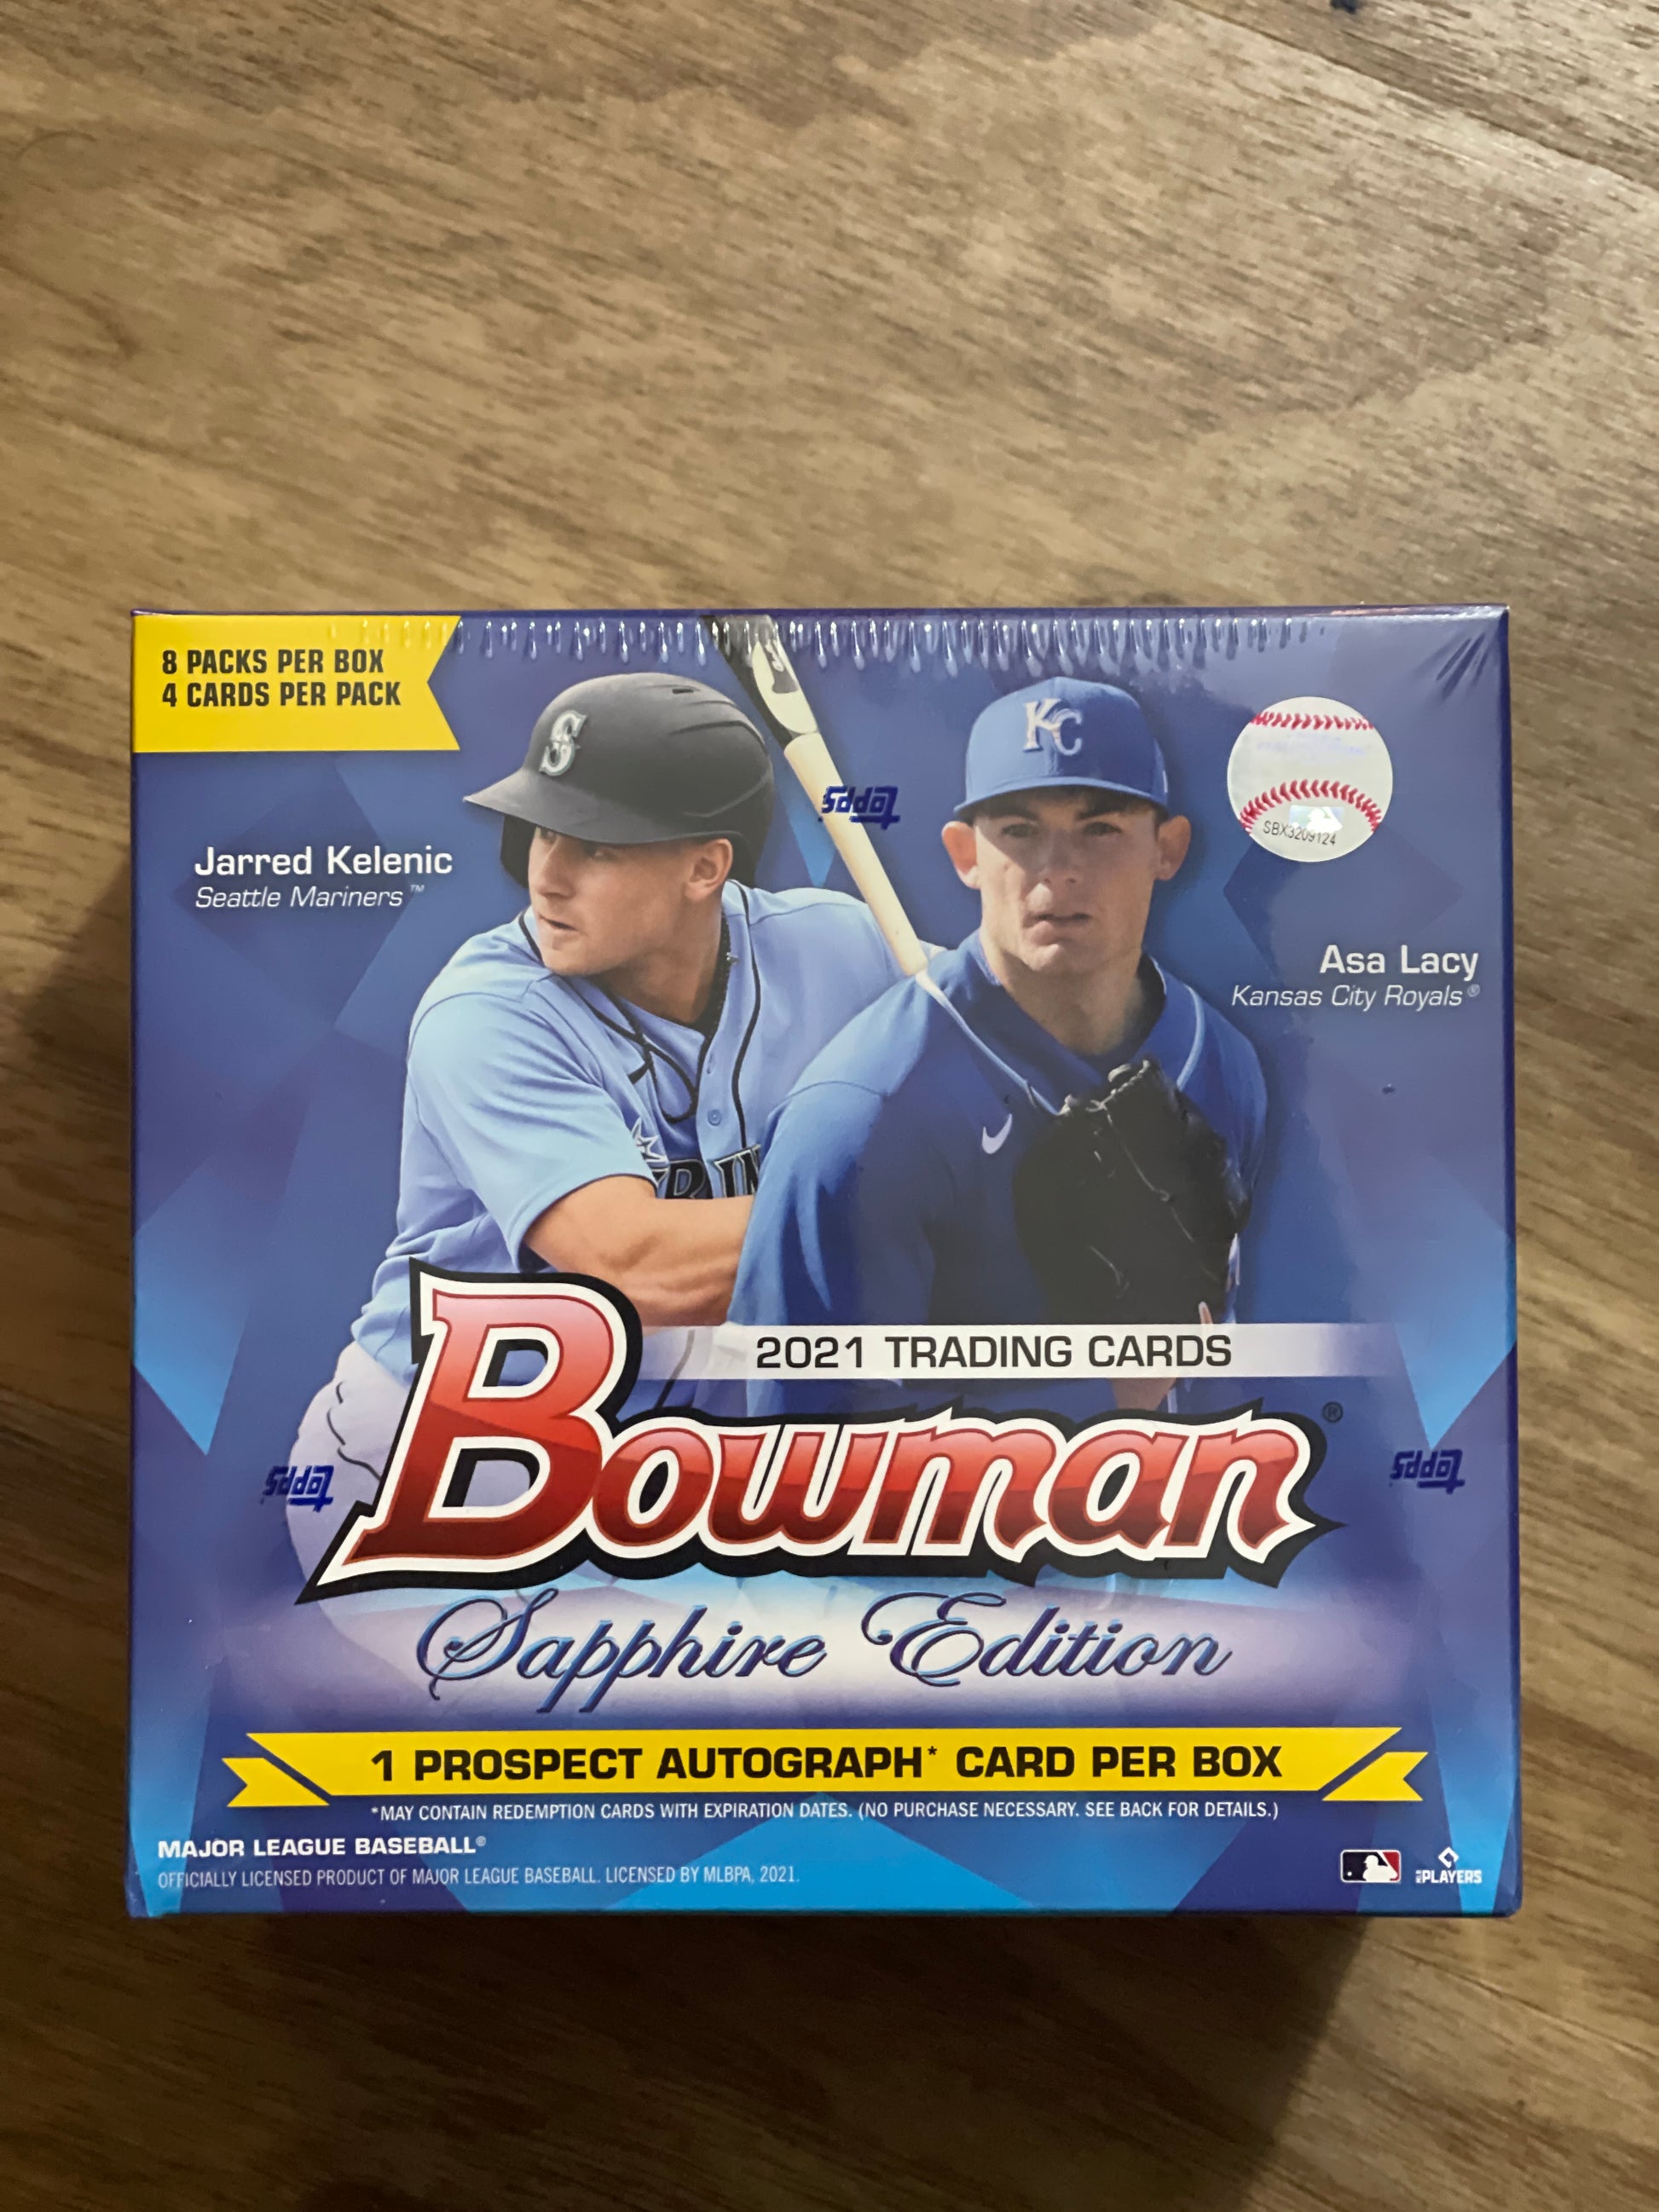 8 PACKS PER BOX
4 CARDS PER PACK
S
KC
topps
SBX3209124
Jarred Kelenic
Seattle Mariners™
Asa Lacy
Kansas City Royals®
2021 TRADING CARDS
Bowman®
topps
topps
Sapphire Edition
1 PROSPECT AUTOGRAPH* CARD PER BOX
*MAY CONTAIN REDEMPTION CARDS WITH EXPIRATION DATES. (NO PURCHASE NECESSARY. SEE BACK FOR DETAILS.)
MAJOR LEAGUE BASEBALL®
OFFICIALLY LICENSED PRODUCT OF MAJOR LEAGUE BASEBALL. LICENSED BY MLBPA, 2021.
PLAYERS